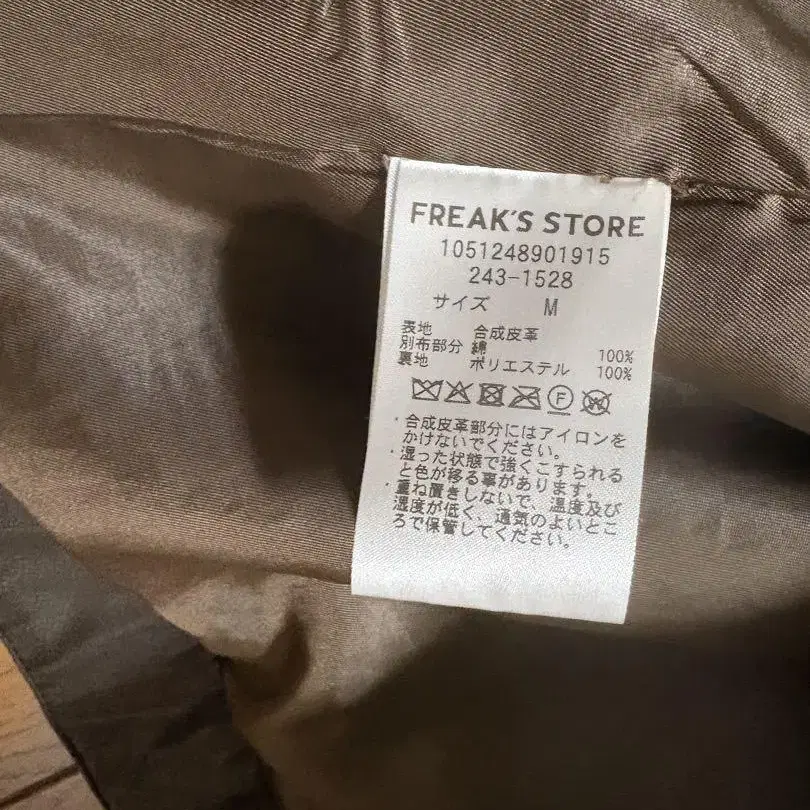 FREAK'S STORE
1051248901915
243-1528
サイズ M
表地 合成皮革
別布部分 綿 100%
裏地 ポリエステル 100%
F W
・合成皮革部分にはアイロンを
かけないでください。
・湿った状態で強くこすられる
と色が移る事があります。
・重ね置きしないで、温度及び
湿度が低く、通気のよいとこ
ろで保管してください。